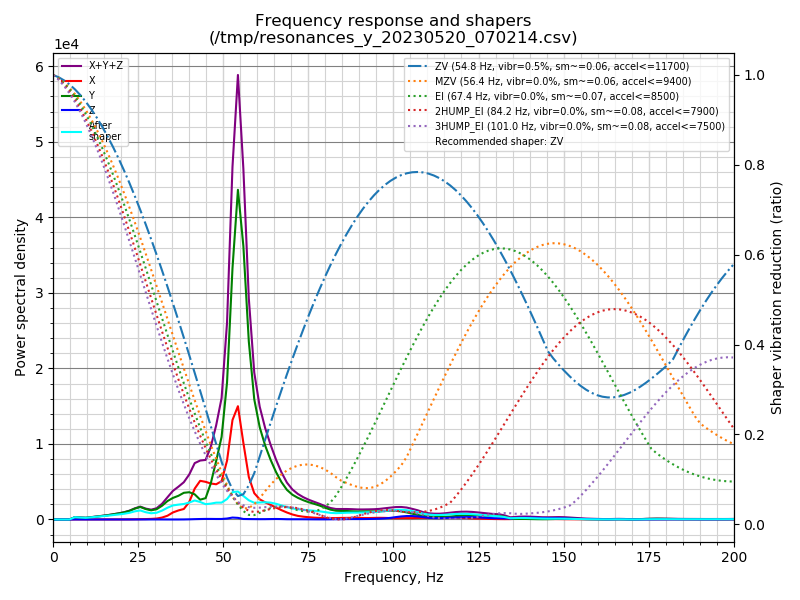 Frequency response and shapers
(/tmp/resonances_y_20230520_070214.csv)
1e4
X+Y+Z
X
Y
Z
After
shaper
ZV (54.8 Hz, vibr=0.5%, sm~=0.06, accel<=11700)
MZV (56.4 Hz, vibr=0.0%, sm~=0.06, accel<=9400)
EI (67.4 Hz, vibr=0.0%, sm~=0.07, accel<=8500)
2HUMP_EI (84.2 Hz, vibr=0.0%, sm~=0.08, accel<=7900)
3HUMP_EI (101.0 Hz, vibr=0.0%, sm~=0.08, accel<=7500)
Recommended shaper: ZV
Power spectral density
6
5
4
3
2
1
0
1.0
0.8
0.6
0.4
0.2
0.0
Shaper vibration reduction (ratio)
0 25 50 75 100 125 150 175 200
Frequency, Hz